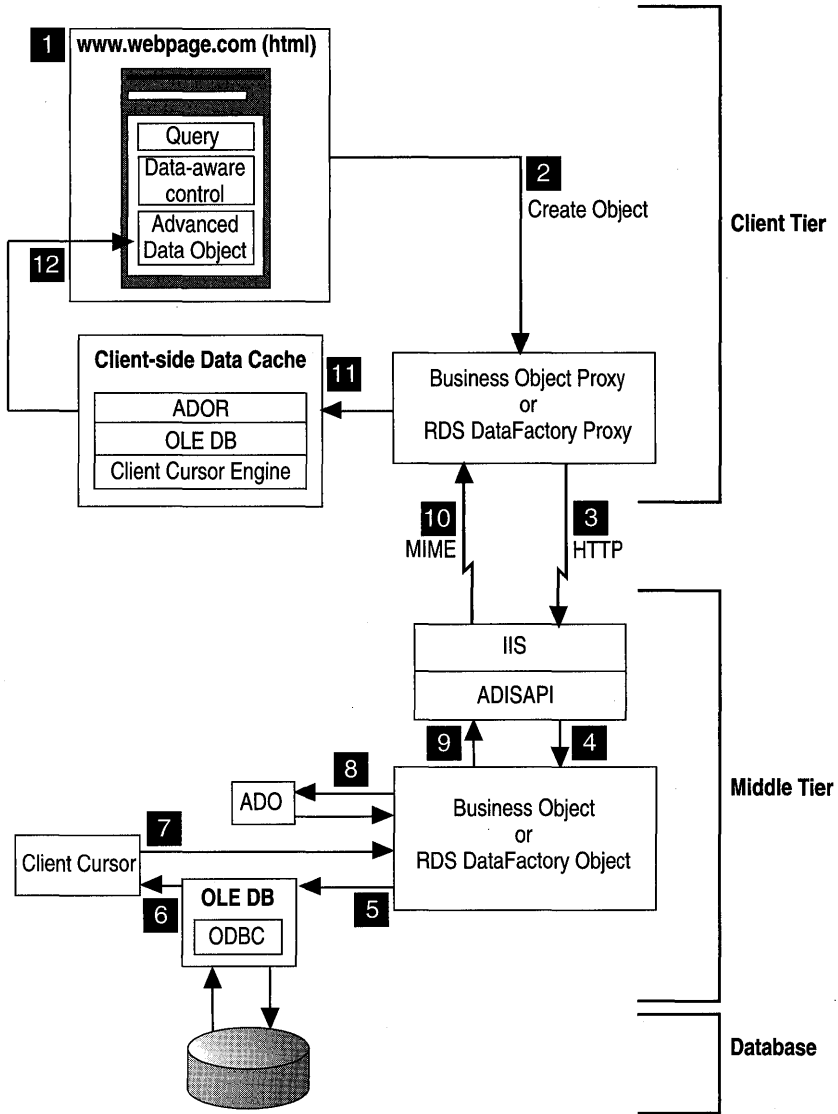 1
www.webpage.com (html)
Query
Data-aware
control
Advanced
Data Object
2
Create Object
Client Tier
12
Client-side Data Cache
ADOR
OLE DB
Client Cursor Engine
11
Business Object Proxy
or
RDS DataFactory Proxy
10
MIME
3
HTTP
IIS
ADISAPI
9
4
8
ADO
Business Object
or
RDS DataFactory Object
Middle Tier
7
Client Cursor
6
OLE DB
ODBC
5
Database